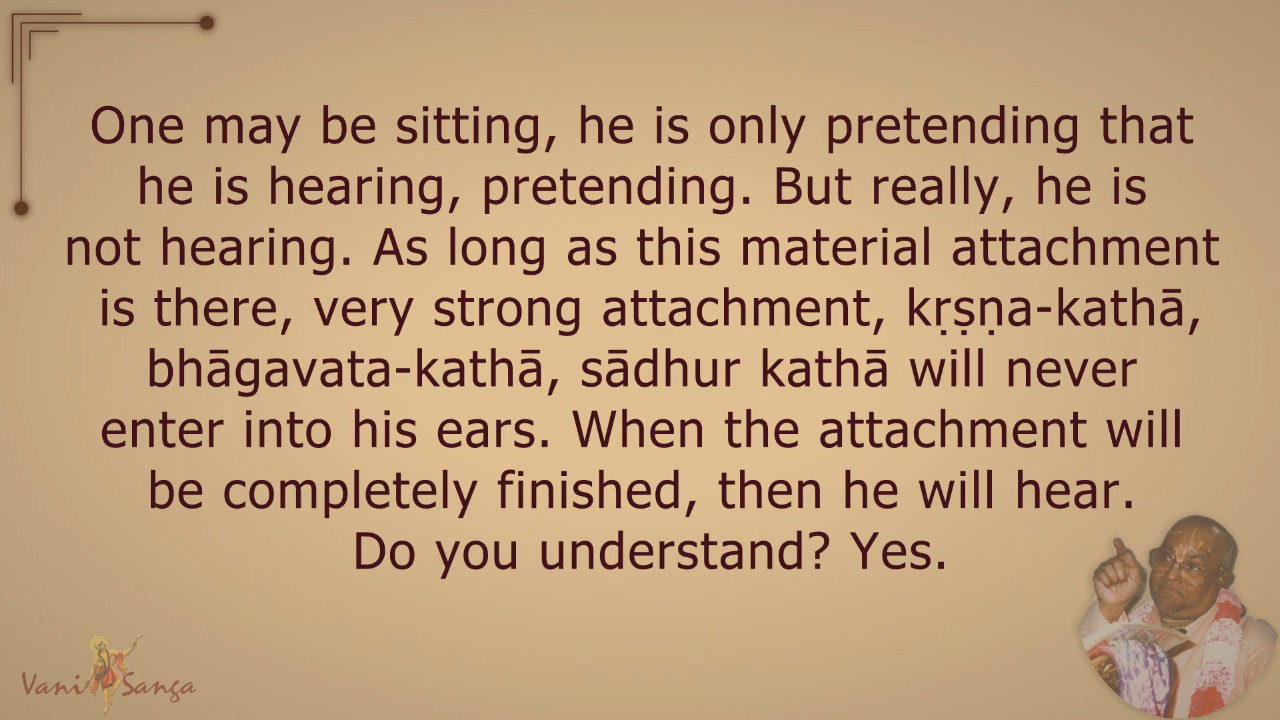 One may be sitting, he is only pretending that
he is hearing, pretending. But really, he is
not hearing. As long as this material attachment
is there, very strong attachment, kṛṣṇa-kathā,
bhāgavata-kathā, sādhur kathā will never
enter into his ears. When the attachment will
be completely finished, then he will hear.
Do you understand? Yes.
Vani Sanga